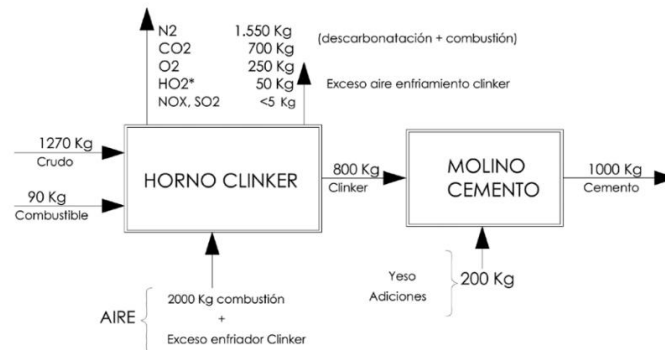 N2 1.550 Kg
CO2 700 Kg (descarbonatación + combustión)
O2 250 Kg
HO2* 50 Kg Exceso aire enfriamiento clinker
NOX, SO2 <5 Kg
1270 Kg
Crudo
90 Kg
Combustible
HORNO CLINKER
800 Kg
Clinker
MOLINO
CEMENTO
1000 Kg
Cemento
Yeso
Adiciones
200 Kg
AIRE
2000 Kg combustión
+
Exceso enfriador Clinker